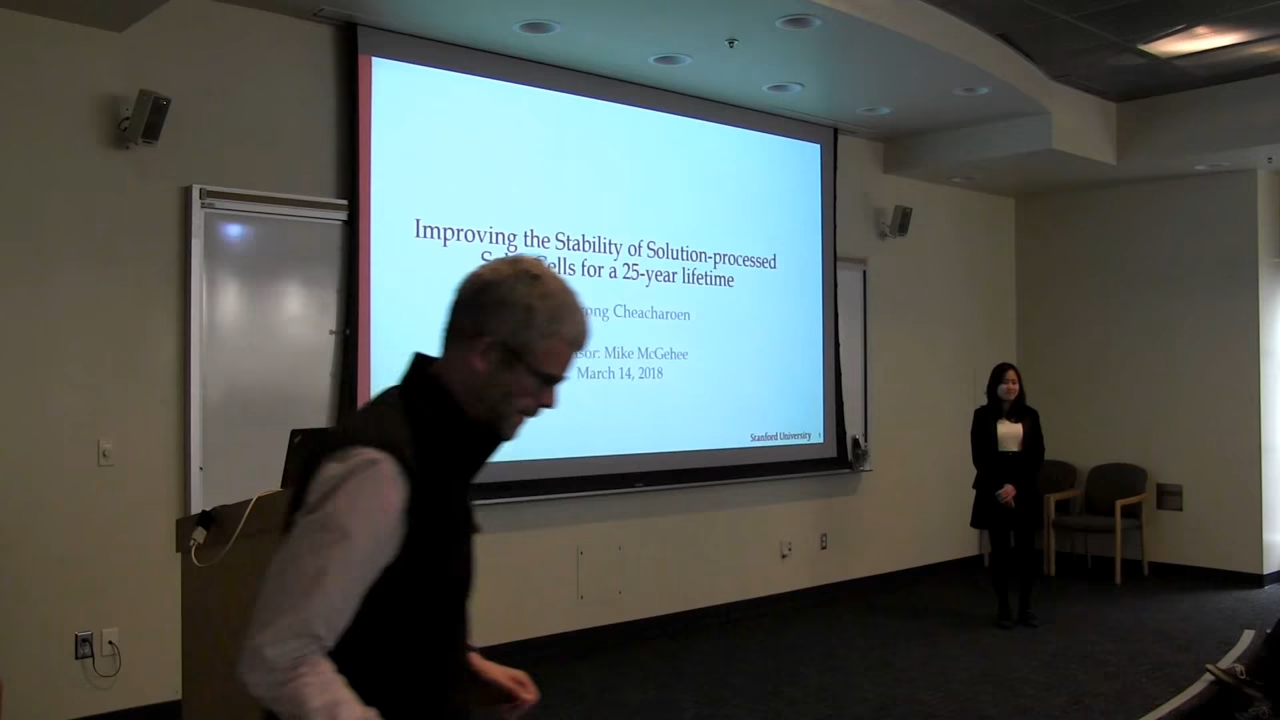 Improving the Stability of Solution-processed
Cells for a 25-year lifetime
Cheacharoen
Mike McGehee
March 14, 2018
Stanford University